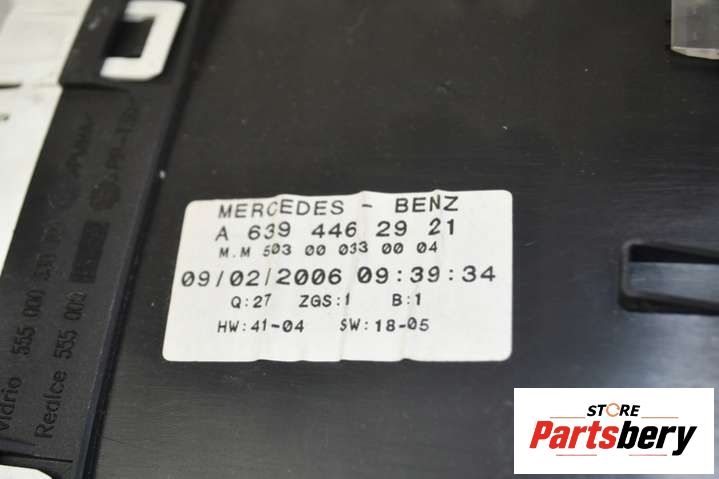 MERCEDES - BENZ
A 639 446 29 21
M.M 503 00 033 00 04
09/02/2006 09:39:34
Q:27 ZGS:1 B:1
HW:41-04 SW:18-05
Vidrio 555 000
Realce 555 000
>PMMA<
STORE
Partsbery